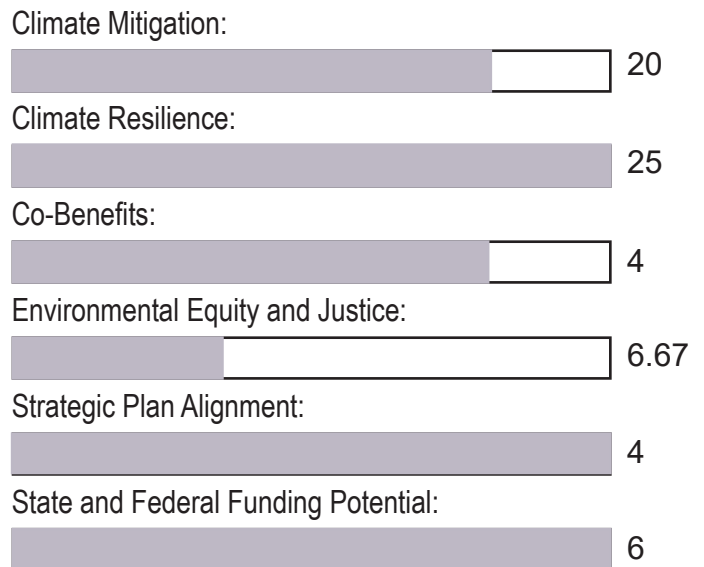 Climate Mitigation:
20
Climate Resilience:
25
Co-Benefits:
4
Environmental Equity and Justice:
6.67
Strategic Plan Alignment:
4
State and Federal Funding Potential:
6